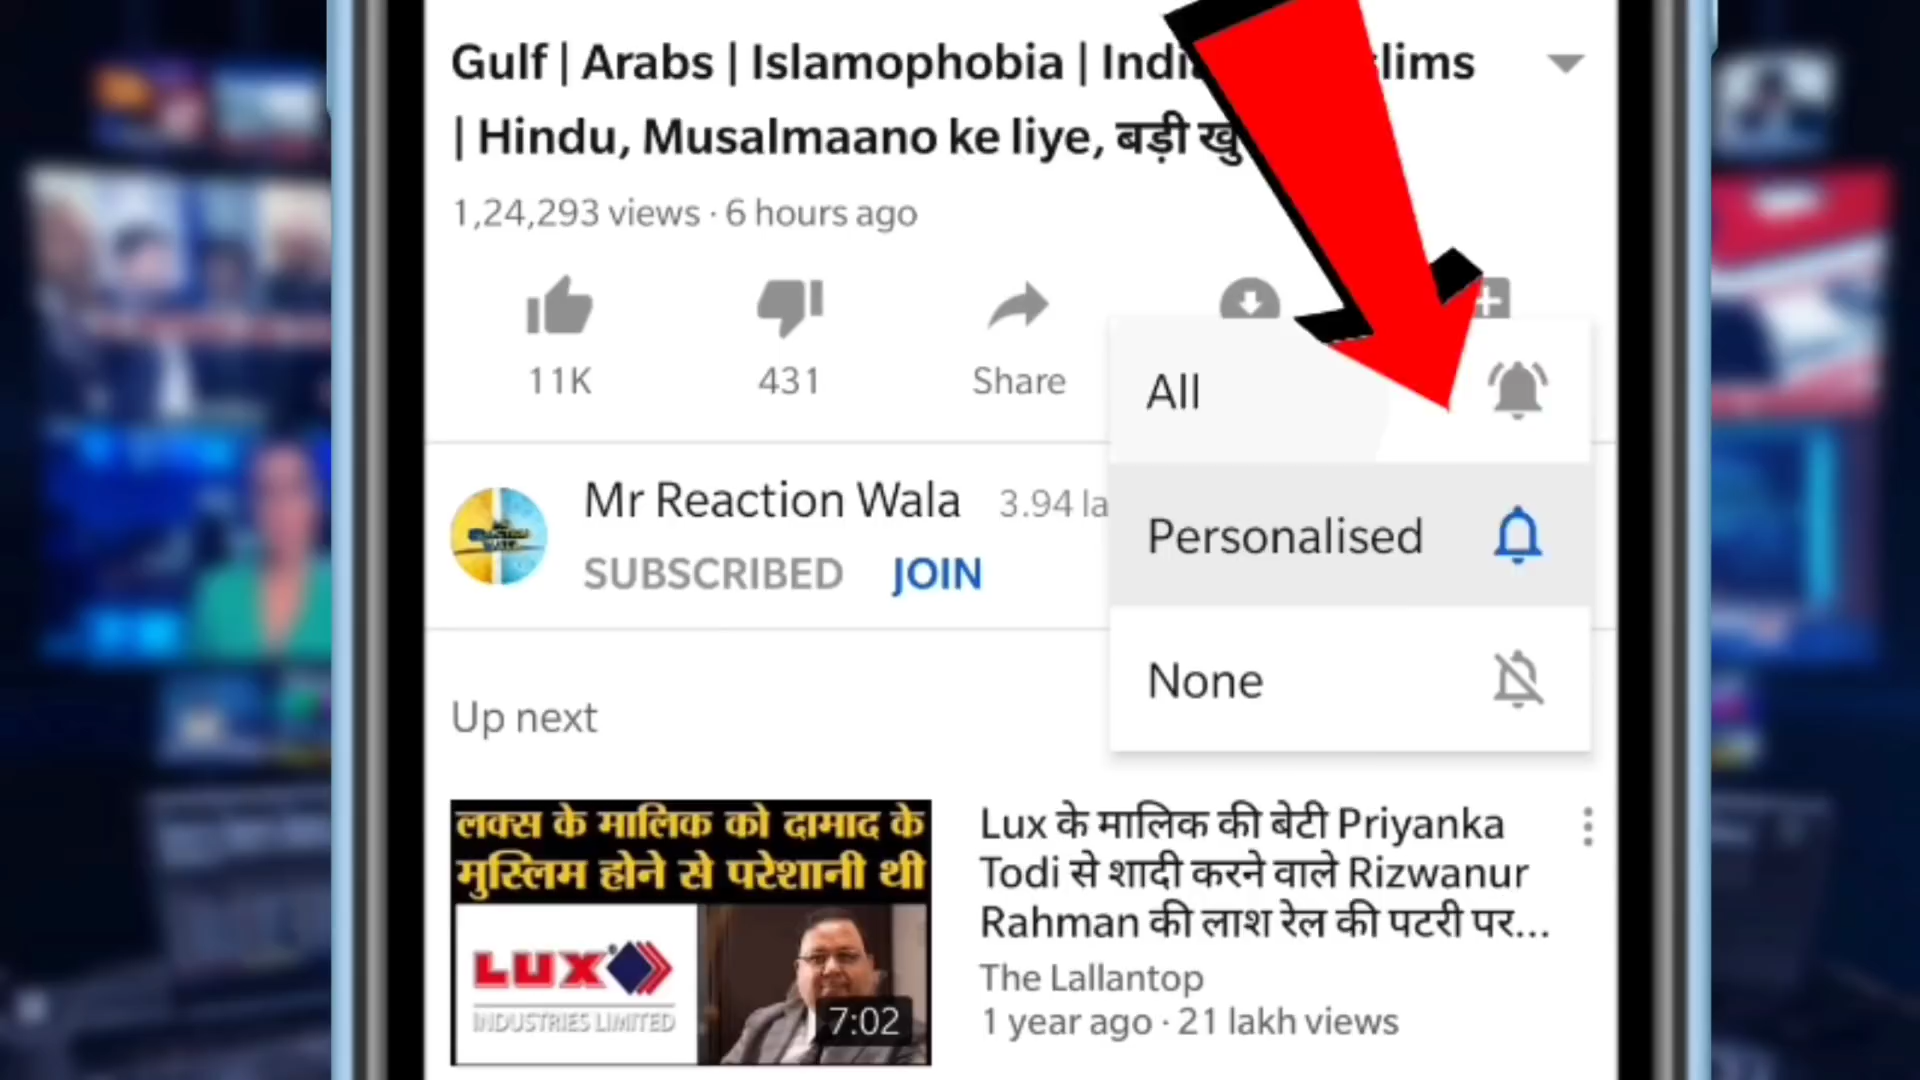 Gulf | Arabs | Islamophobia | Indi lims
| Hindu, Musalmaano ke liye, बड़ी खु
1,24,293 views · 6 hours ago
11K
431
Share
All
Mr Reaction Wala 3.94 la
SUBSCRIBED JOIN
Personalised
None
Up next
लक्स के मालिक को दामाद के
मुस्लिम होने से परेशानी थी
LUX
INDUSTRIES LIMITED
7:02
Lux के मालिक की बेटी Priyanka
Todi से शादी करने वाले Rizwanur
Rahman की लाश रेल की पटरी पर...
The Lallantop
1 year ago · 21 lakh views